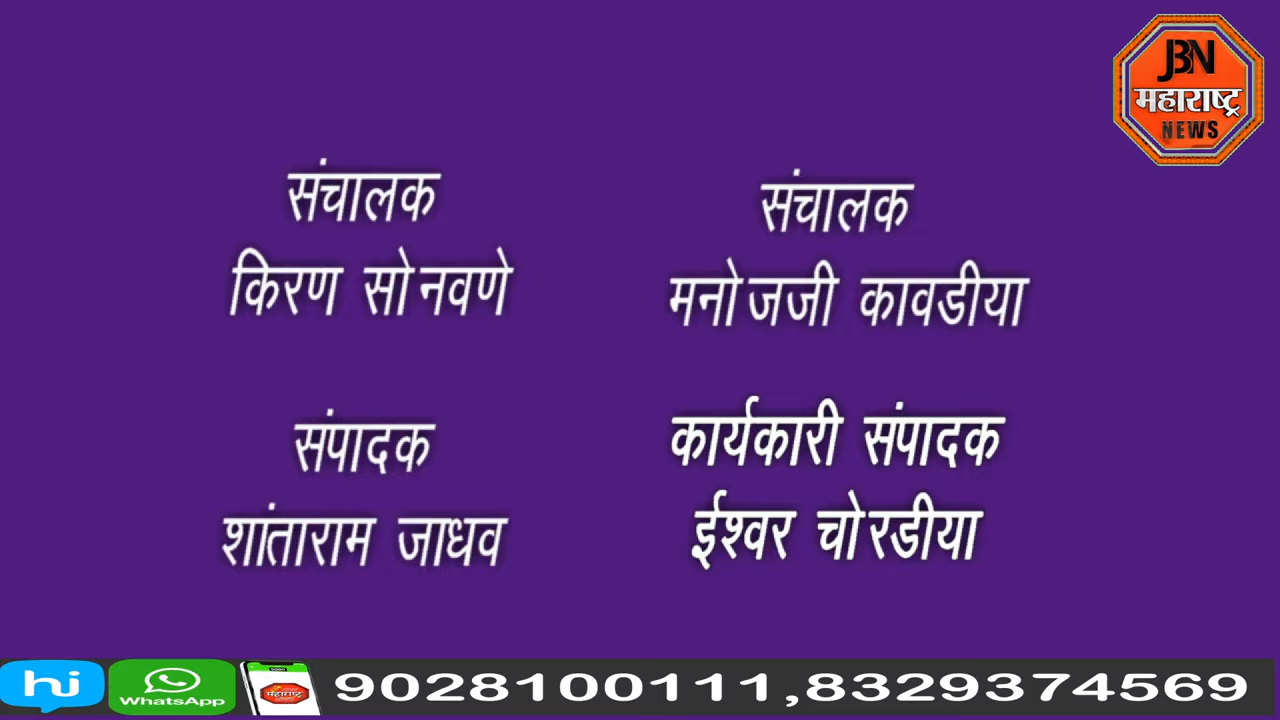 JBN
महाराष्ट्र
NEWS
संचालक
किरण सोनवणे
संचालक
मनोजजी कावडीया
संपादक
शांताराम जाधव
कार्यकारी संपादक
ईश्वर चोरडीया
hi
WhatsApp
महाराष्ट्र
9028100111,8329374569